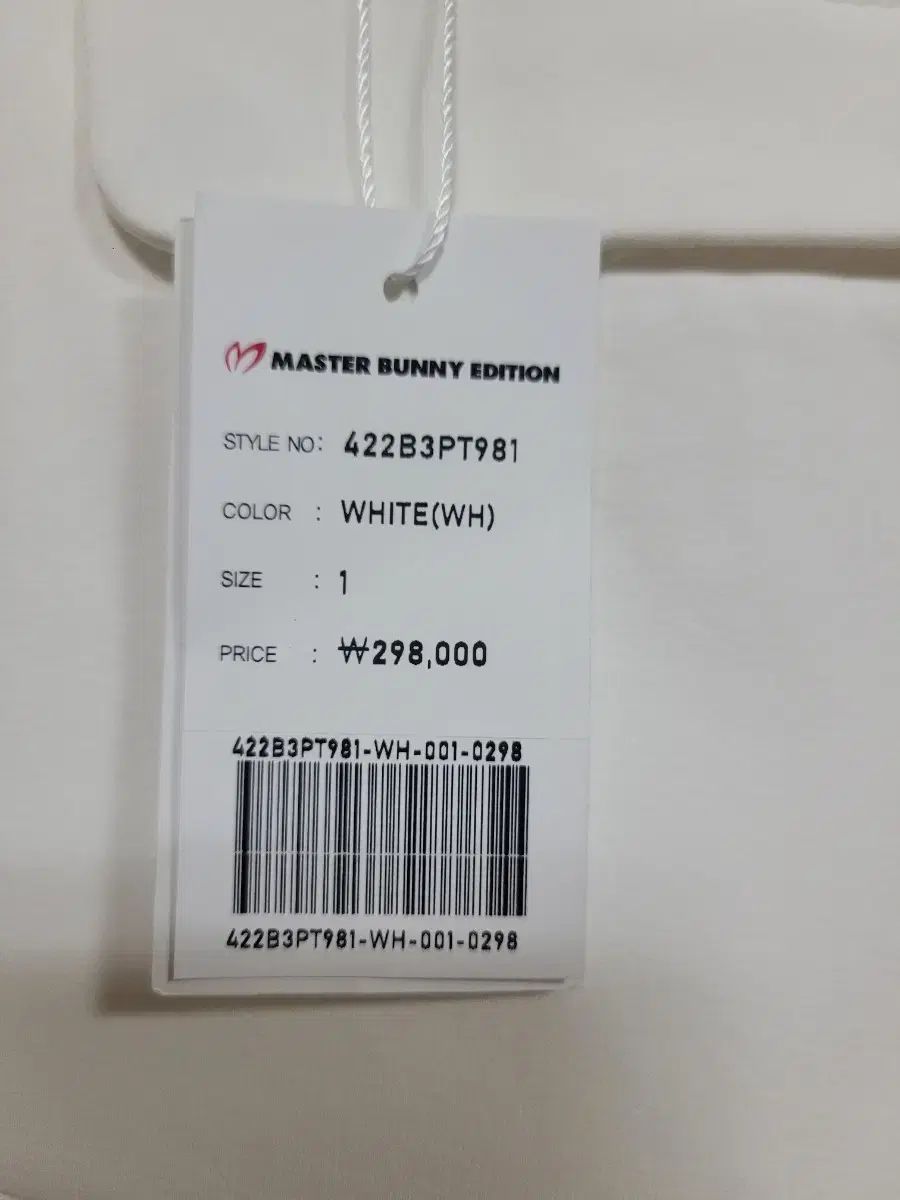 MASTER BUNNY EDITION
STYLE NO: 422B3PT981
COLOR : WHITE(WH)
SIZE : 1
PRICE : ₩298,000
422B3PT981-WH-001-0298
422B3PT981-WH-001-0298